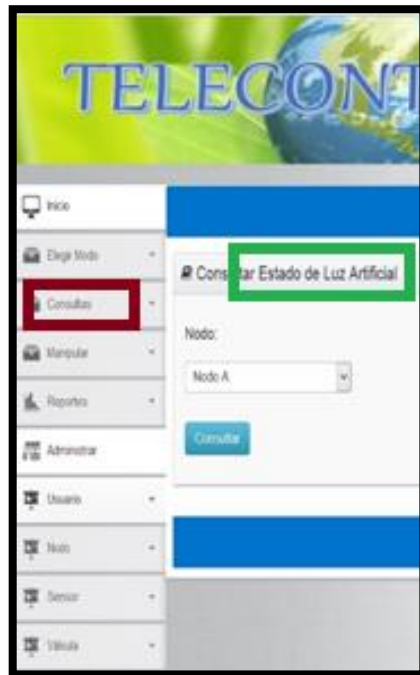 TELECONT
Inicio
Elegir Modo
Consultas
Manipular
Reportes
Administrar
Usuario
Nodo
Sensor
Válvula
Consultar Estado de Luz Artificial
Nodo:
Nodo A
Consultar